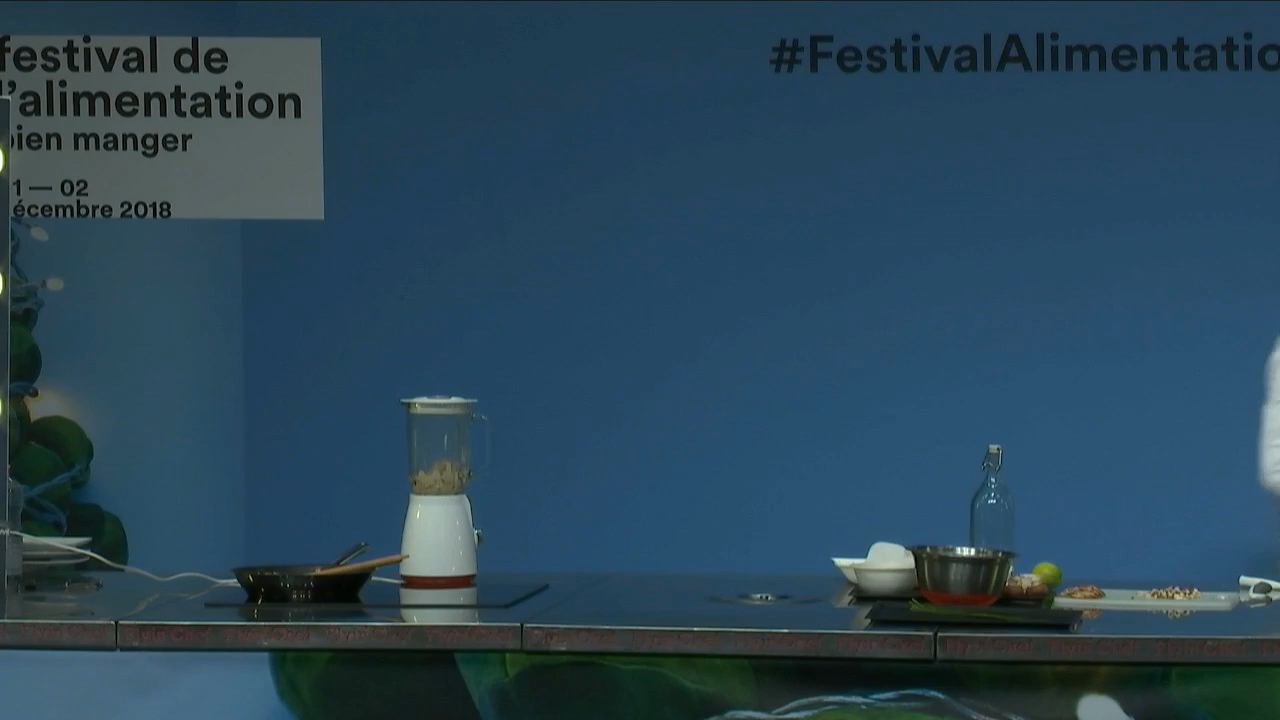 festival de
l'alimentation
bien manger
1 — 02
écembre 2018
#FestivalAlimentatio